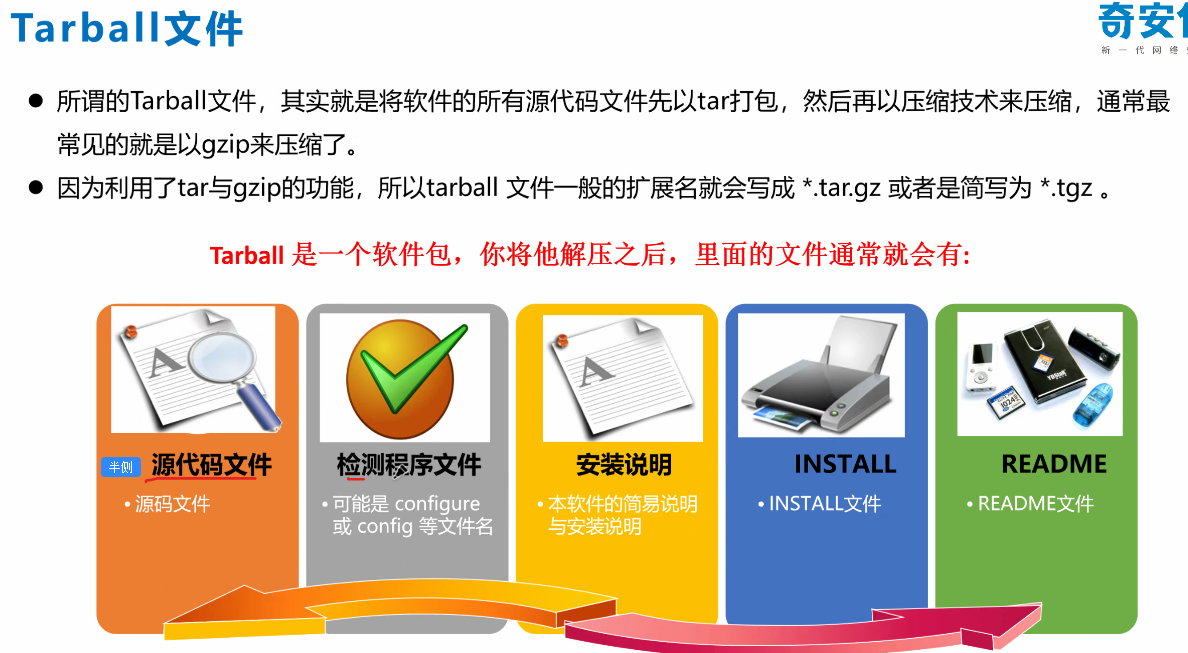 Tarball文件
奇安
新 一 代 网 络
● 所谓的Tarball文件，其实就是将软件的所有源代码文件先以tar打包，然后再以压缩技术来压缩，通常最
常见的就是以gzip来压缩了。
● 因为利用了tar与gzip的功能，所以tarball 文件一般的扩展名就会写成 *.tar.gz 或者是简写为 *.tgz 。
Tarball 是一个软件包，你将他解压之后，里面的文件通常就会有:
半侧
源代码文件
• 源码文件
检测程序文件
• 可能是 configure
或 config 等文件名
安装说明
• 本软件的简易说明
与安装说明
INSTALL
• INSTALL文件
README
• README文件